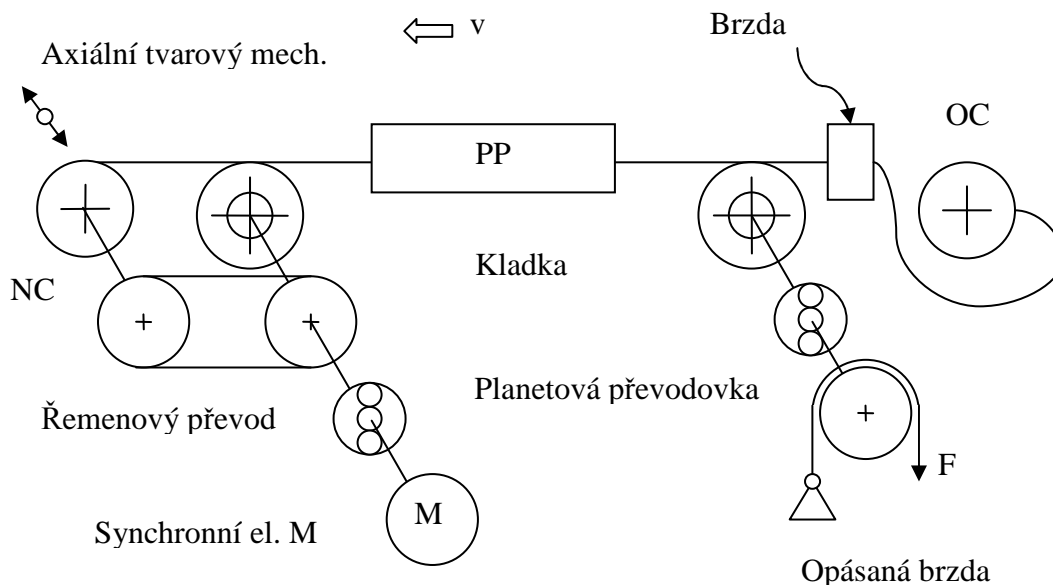 v
Brzda
Axiální tvarový mech.
OC
PP
Kladka
NC
Planetová převodovka
Řemenový převod
F
M
Synchronní el. M
Opásaná brzda